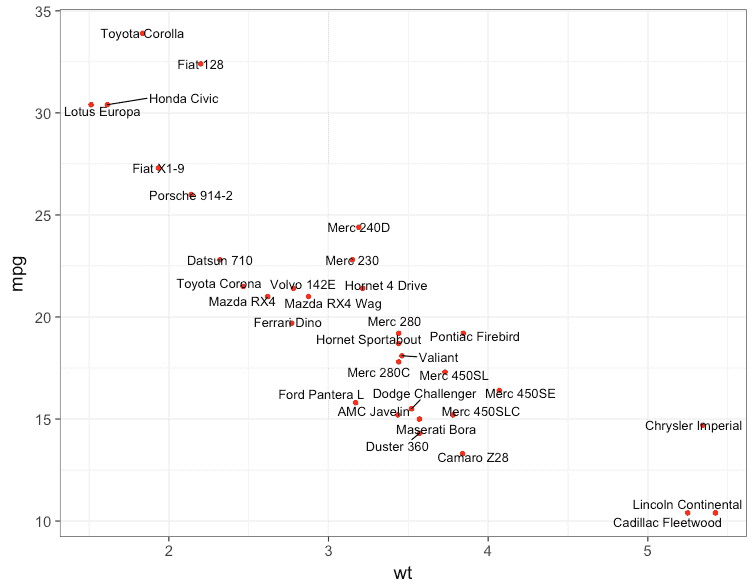 35
Toyota Corolla
Fiat 128
Honda Civic
30
Lotus Europa
Fiat X1-9
Porsche 914-2
25
Merc 240D
Datsun 710
Merc 230
Toyota Corona
Volvo 142E
Hornet 4 Drive
Mazda RX4
Mazda RX4 Wag
mpg
20
Ferrari Dino
Merc 280
Hornet Sportabout
Pontiac Firebird
Valiant
Merc 280C
Merc 450SL
Ford Pantera L
Dodge Challenger
Merc 450SE
AMC Javelin
Merc 450SLC
15
Maserati Bora
Chrysler Imperial
Duster 360
Camaro Z28
Lincoln Continental
10
Cadillac Fleetwood
2
3
4
5
wt